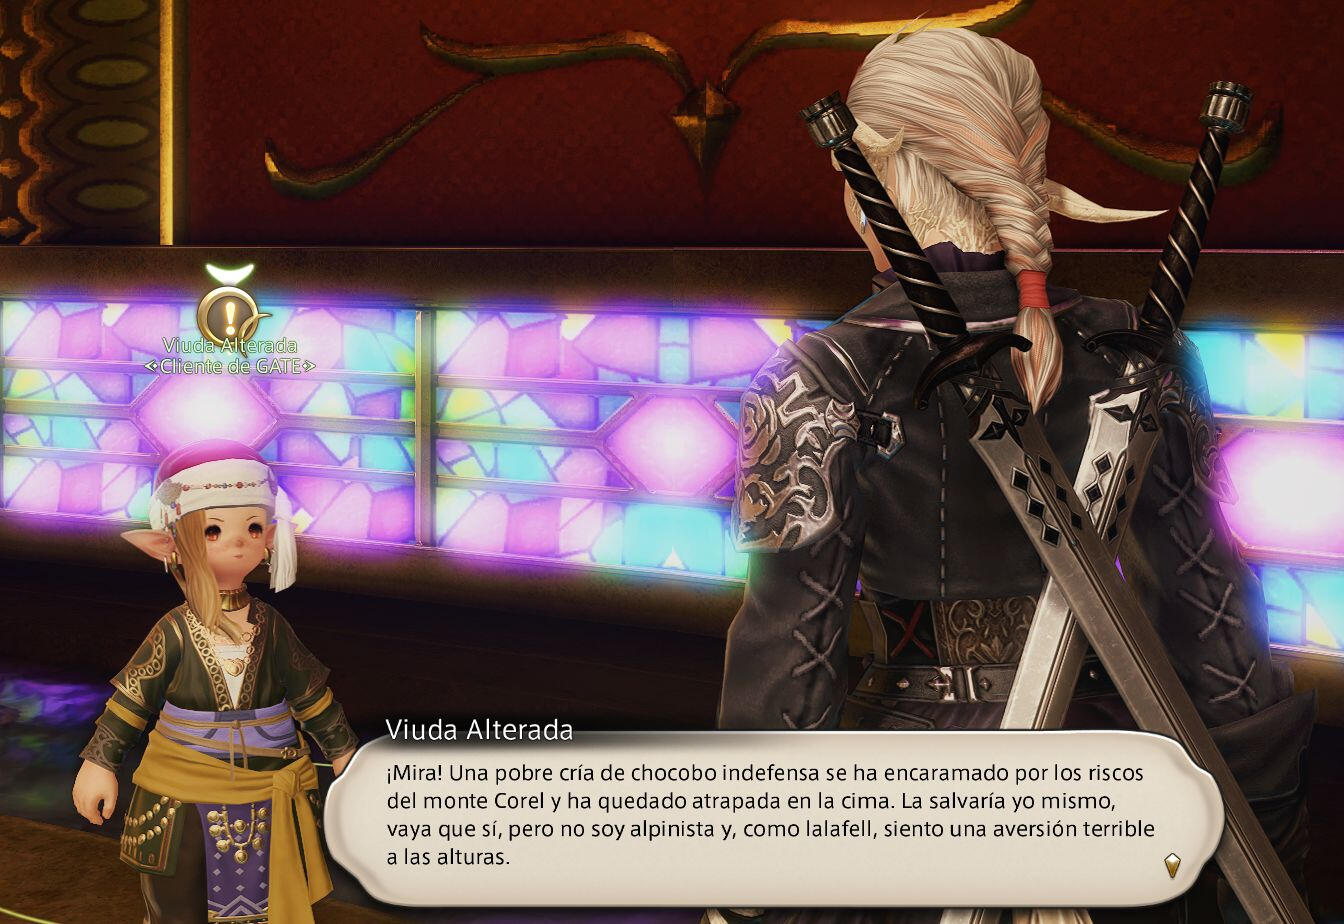 Viuda Alterada
«Cliente de GATE»
Viuda Alterada
¡Mira! Una pobre cría de chocobo indefensa se ha encaramado por los riscos
del monte Corel y ha quedado atrapada en la cima. La salvaría yo mismo,
vaya que sí, pero no soy alpinista y, como lalafell, siento una aversión terrible
a las alturas.